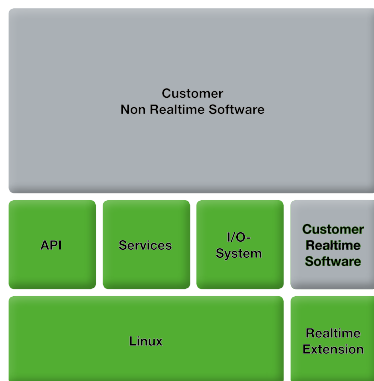 Customer
Non Realtime Software
API
Services
I/O-
System
Customer
Realtime
Software
Linux
Realtime
Extension